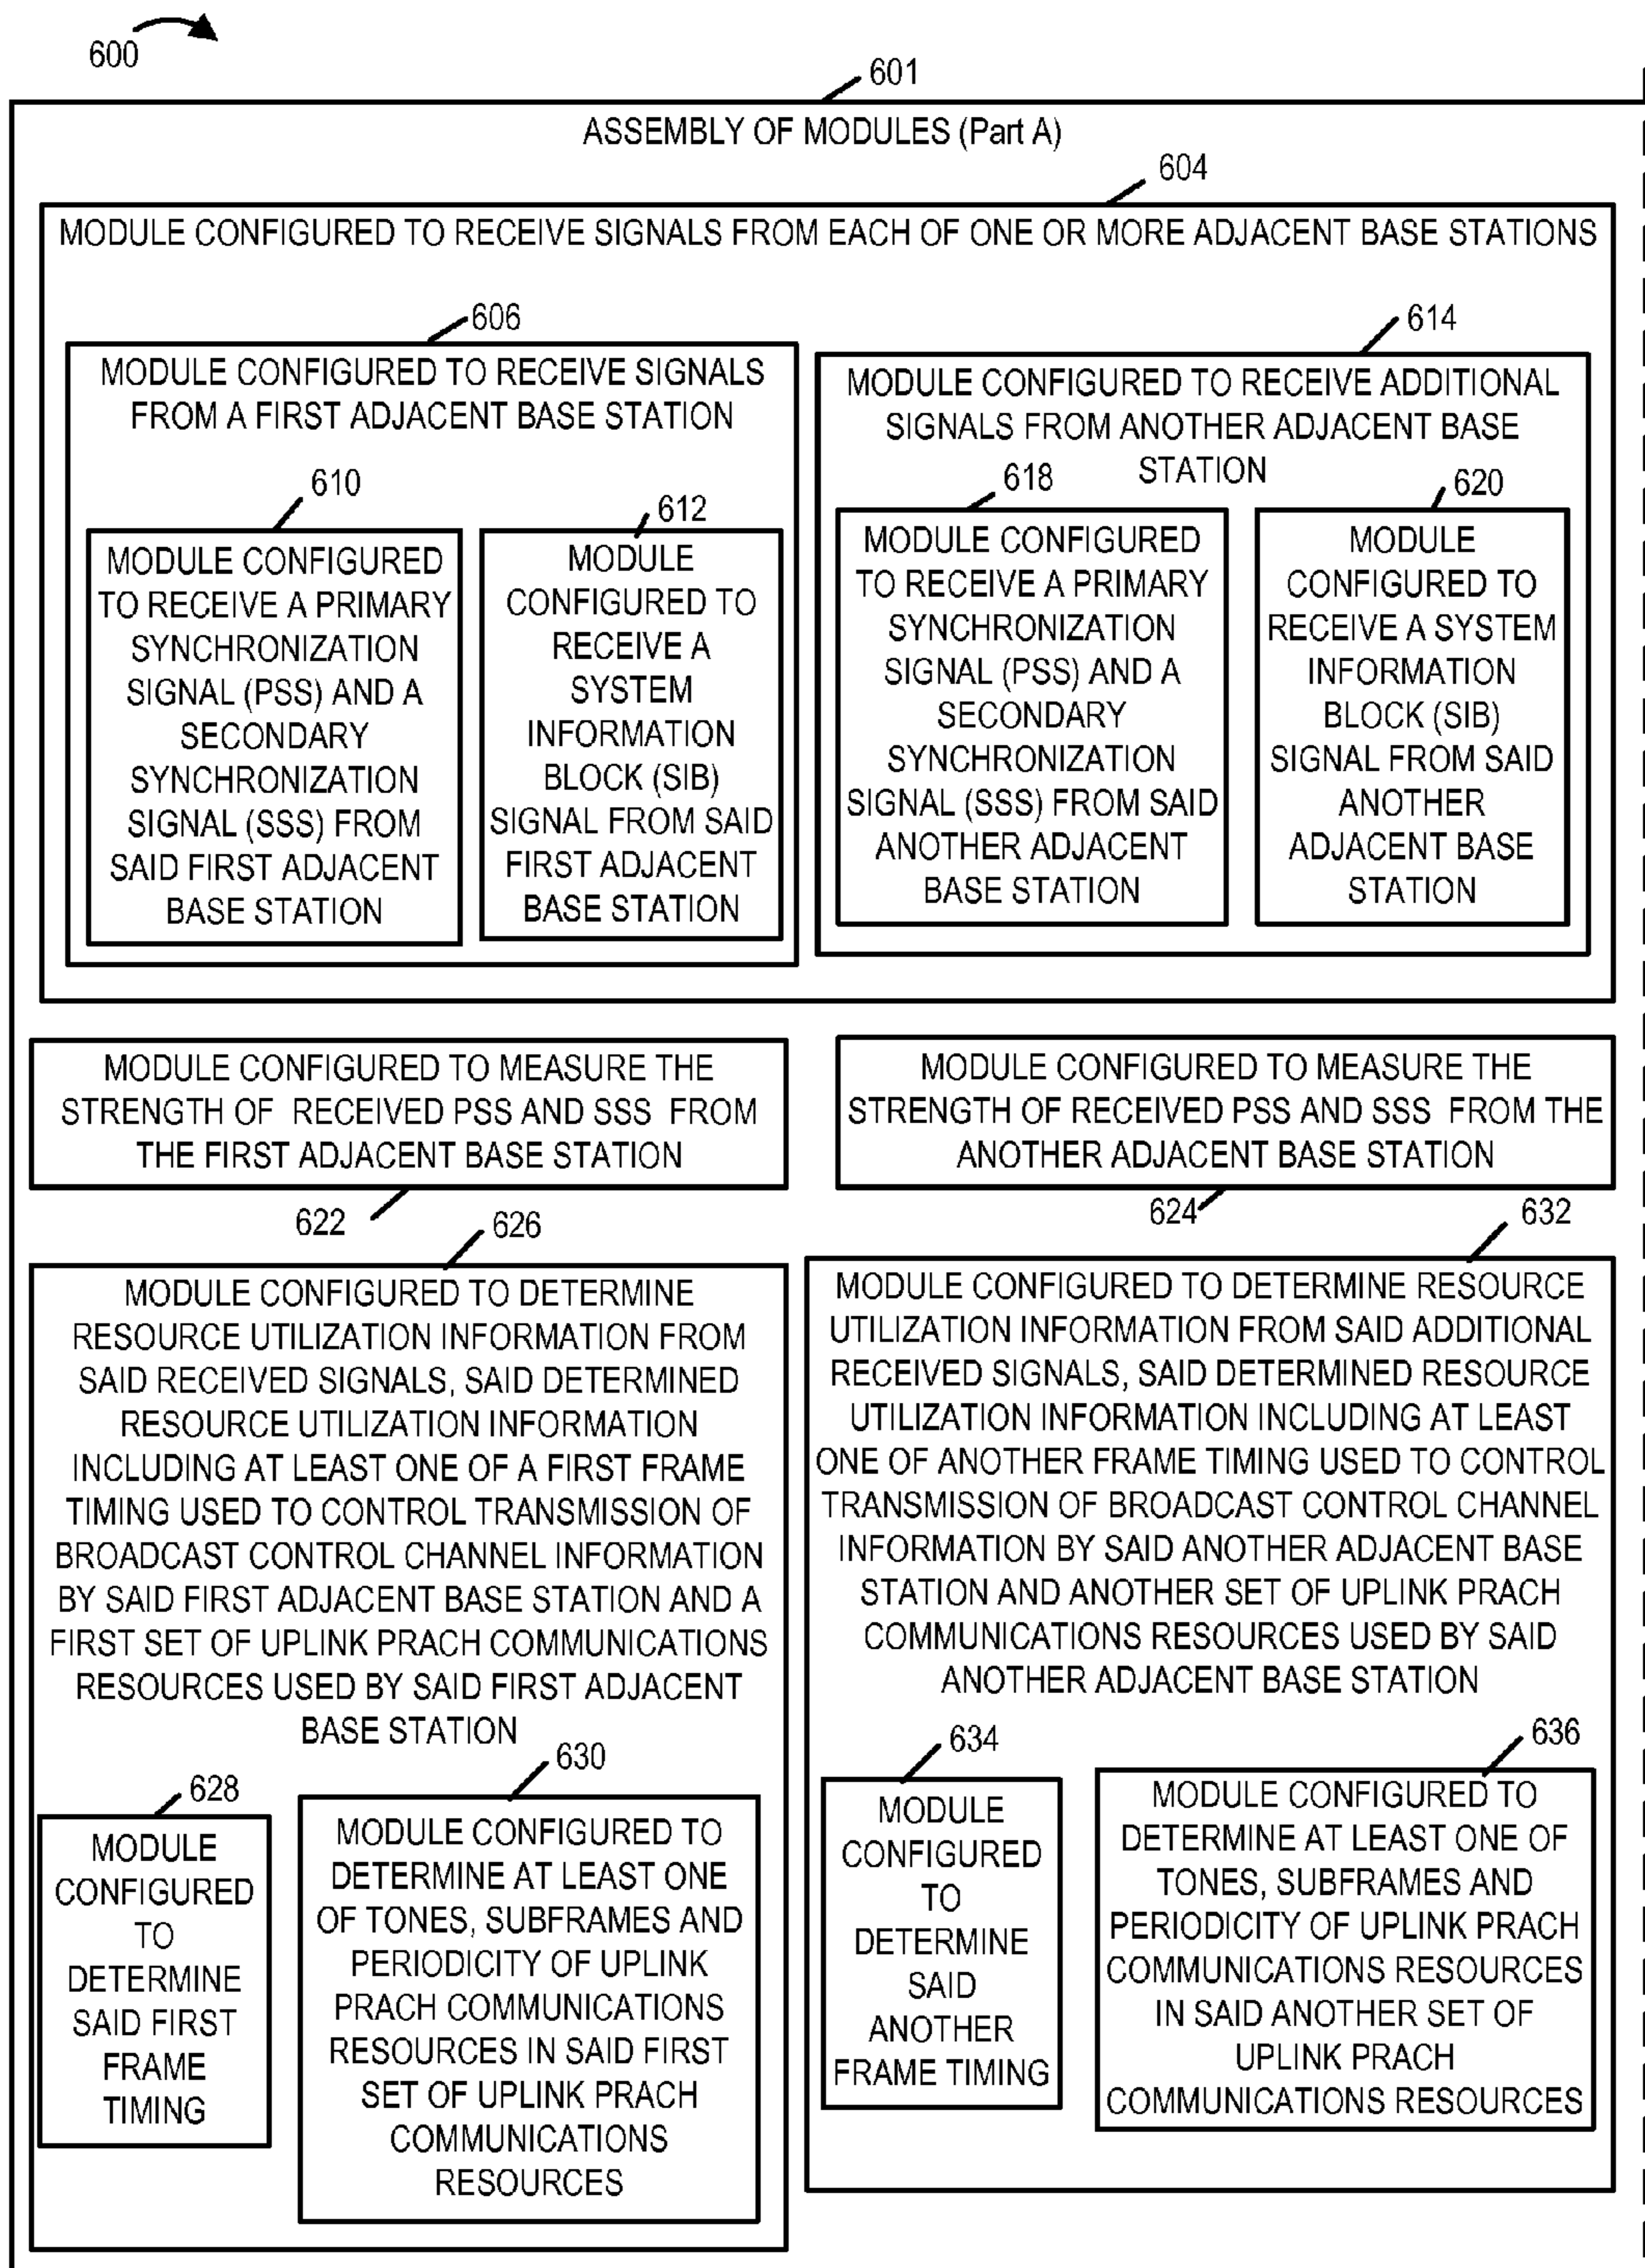 600
601
ASSEMBLY OF MODULES (Part A)
604
MODULE CONFIGURED TO RECEIVE SIGNALS FROM EACH OF ONE OR MORE ADJACENT BASE STATIONS
606
MODULE CONFIGURED TO RECEIVE SIGNALS
FROM A FIRST ADJACENT BASE STATION
610
MODULE CONFIGURED
TO RECEIVE A PRIMARY
SYNCHRONIZATION
SIGNAL (PSS) AND A
SECONDARY
SYNCHRONIZATION
SIGNAL (SSS) FROM
SAID FIRST ADJACENT
BASE STATION
612
MODULE
CONFIGURED TO
RECEIVE A
SYSTEM
INFORMATION
BLOCK (SIB)
SIGNAL FROM SAID
FIRST ADJACENT
BASE STATION
614
MODULE CONFIGURED TO RECEIVE ADDITIONAL
SIGNALS FROM ANOTHER ADJACENT BASE
STATION
618
MODULE CONFIGURED
TO RECEIVE A PRIMARY
SYNCHRONIZATION
SIGNAL (PSS) AND A
SECONDARY
SYNCHRONIZATION
SIGNAL (SSS) FROM SAID
ANOTHER ADJACENT
BASE STATION
620
MODULE
CONFIGURED TO
RECEIVE A SYSTEM
INFORMATION
BLOCK (SIB)
SIGNAL FROM SAID
ANOTHER
ADJACENT BASE
STATION
MODULE CONFIGURED TO MEASURE THE
STRENGTH OF RECEIVED PSS AND SSS FROM
THE FIRST ADJACENT BASE STATION
622
MODULE CONFIGURED TO MEASURE THE
STRENGTH OF RECEIVED PSS AND SSS FROM THE
ANOTHER ADJACENT BASE STATION
624
626
MODULE CONFIGURED TO DETERMINE
RESOURCE UTILIZATION INFORMATION FROM
SAID RECEIVED SIGNALS, SAID DETERMINED
RESOURCE UTILIZATION INFORMATION
INCLUDING AT LEAST ONE OF A FIRST FRAME
TIMING USED TO CONTROL TRANSMISSION OF
BROADCAST CONTROL CHANNEL INFORMATION
BY SAID FIRST ADJACENT BASE STATION AND A
FIRST SET OF UPLINK PRACH COMMUNICATIONS
RESOURCES USED BY SAID FIRST ADJACENT
BASE STATION
628
MODULE
CONFIGURED
TO
DETERMINE
SAID FIRST
FRAME
TIMING
630
MODULE CONFIGURED TO
DETERMINE AT LEAST ONE
OF TONES, SUBFRAMES AND
PERIODICITY OF UPLINK
PRACH COMMUNICATIONS
RESOURCES IN SAID FIRST
SET OF UPLINK PRACH
COMMUNICATIONS
RESOURCES
632
MODULE CONFIGURED TO DETERMINE RESOURCE
UTILIZATION INFORMATION FROM SAID ADDITIONAL
RECEIVED SIGNALS, SAID DETERMINED RESOURCE
UTILIZATION INFORMATION INCLUDING AT LEAST
ONE OF ANOTHER FRAME TIMING USED TO CONTROL
TRANSMISSION OF BROADCAST CONTROL CHANNEL
INFORMATION BY SAID ANOTHER ADJACENT BASE
STATION AND ANOTHER SET OF UPLINK PRACH
COMMUNICATIONS RESOURCES USED BY SAID
ANOTHER ADJACENT BASE STATION
634
MODULE
CONFIGURED
TO
DETERMINE
SAID
ANOTHER
FRAME TIMING
636
MODULE CONFIGURED TO
DETERMINE AT LEAST ONE OF
TONES, SUBFRAMES AND
PERIODICITY OF UPLINK PRACH
COMMUNICATIONS RESOURCES
IN SAID ANOTHER SET OF
UPLINK PRACH
COMMUNICATIONS RESOURCES